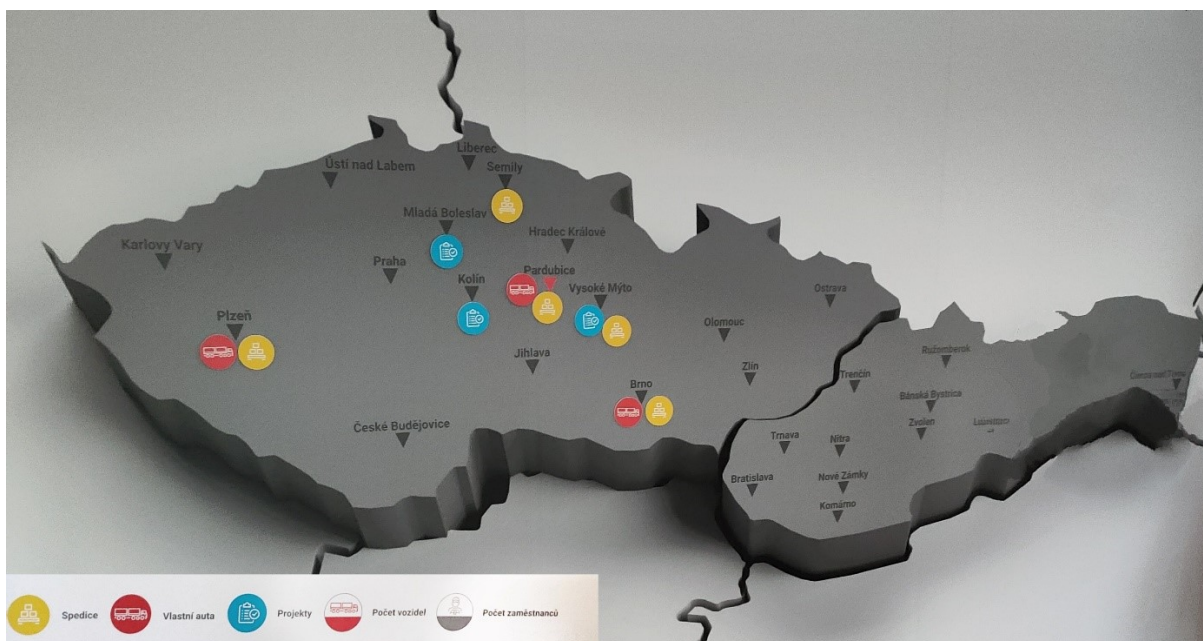 Liberec
Semily
Ústí nad Labem
Mladá Boleslav
Hradec Králové
Karlovy Vary
Praha
Kolín
Pardubice
Vysoké Mýto
Ostrava
Plzeň
Olomouc
Jihlava
Zlín
Brno
České Budějovice
Ružomberok
Trenčín
Bánská Bystrica
Zvolen
Trnava
Nitra
Bratislava
Nové Zámky
Komárno
Spedice
Vlastní auta
Projekty
Počet vozidel
Počet zaměstnanců